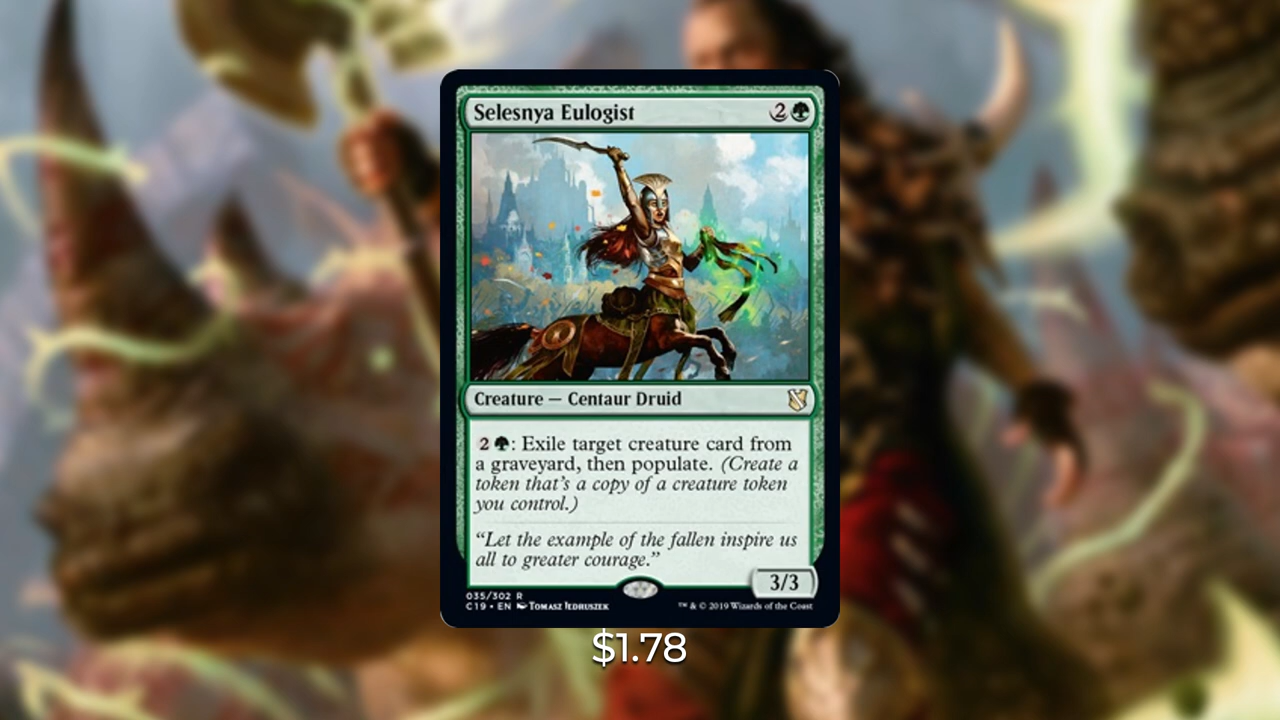 Selesnya Eulogist 2
Creature — Centaur Druid
2 : Exile target creature card from
a graveyard, then populate. (Create a
token that's a copy of a creature token
you control.)
“Let the example of the fallen inspire us
all to greater courage.”
3/3
035/302 R
C19 • EN Tomasz Jedruszek
™ & © 2019 Wizards of the Coast
$1.78